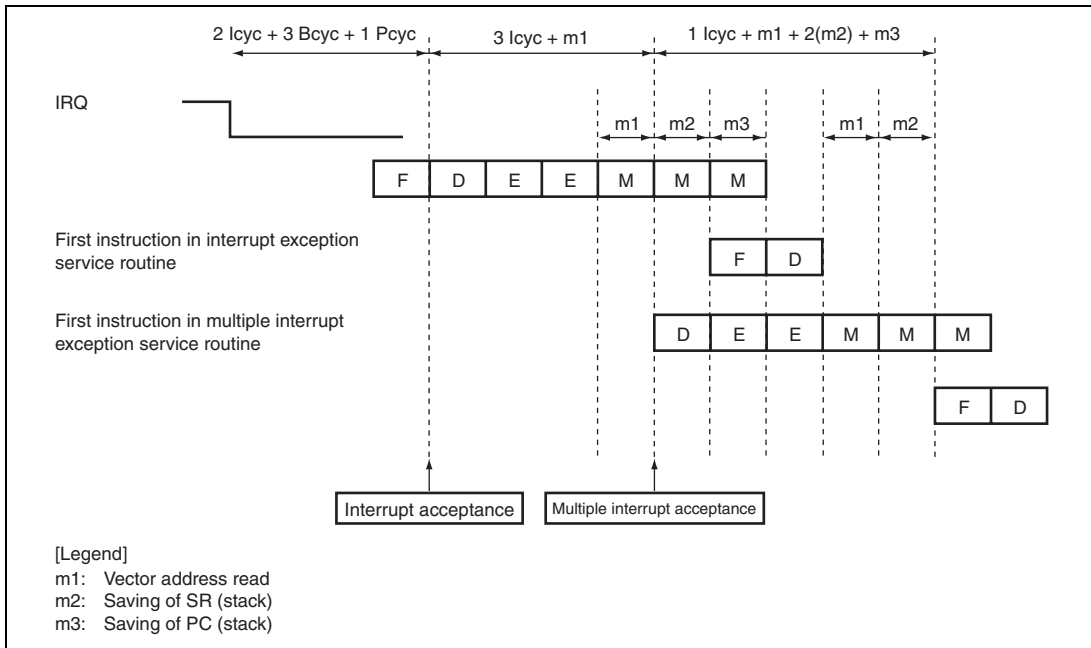 2 Icyc + 3 Bcyc + 1 Pcyc 3 Icyc + m1 1 Icyc + m1 + 2(m2) + m3
IRQ
m1 m2 m3 m1 m2
F D E E M M M
First instruction in interrupt exception
service routine
F D
First instruction in multiple interrupt
exception service routine
D E E M M M
F D
Interrupt acceptance Multiple interrupt acceptance
[Legend]
m1: Vector address read
m2: Saving of SR (stack)
m3: Saving of PC (stack)